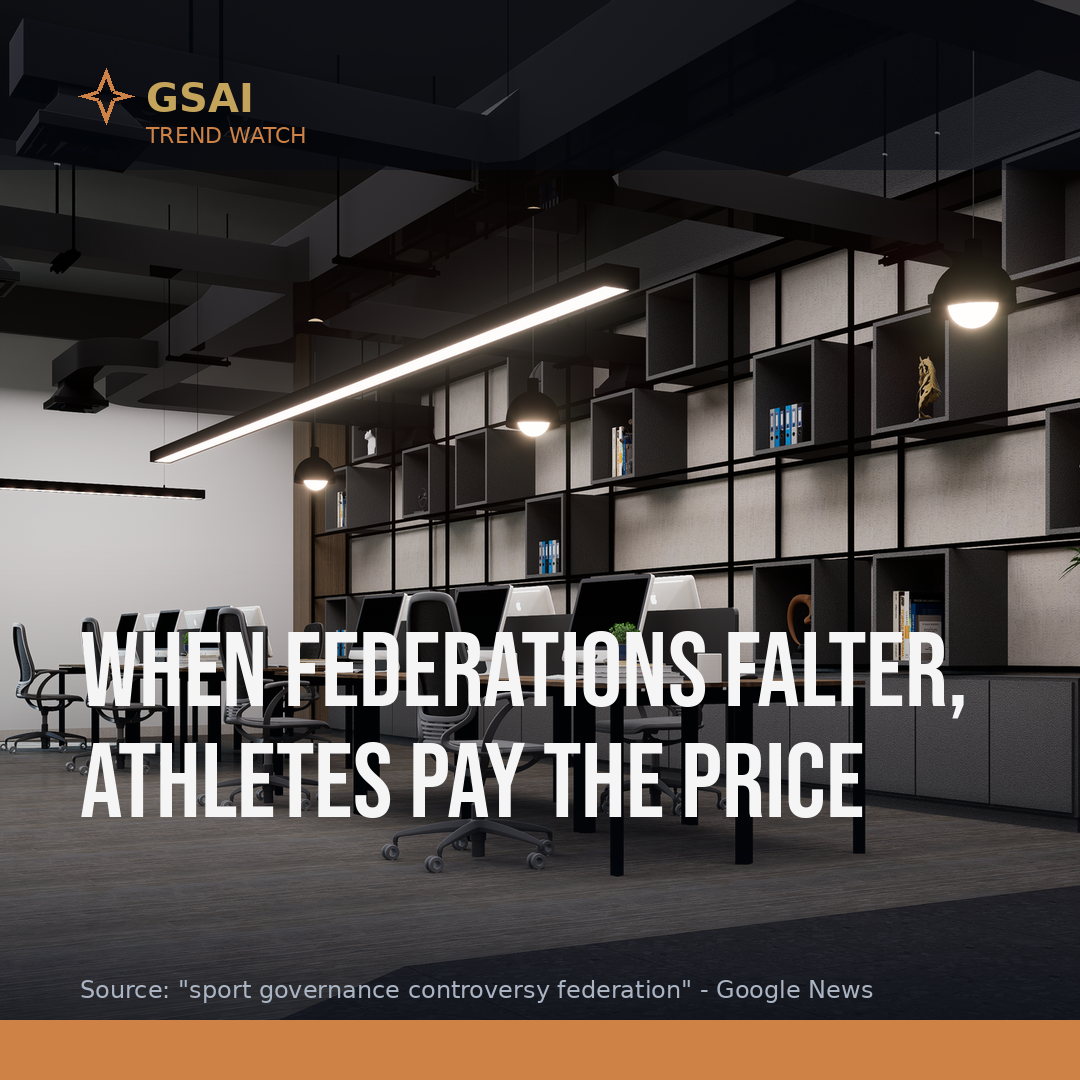 GSAI
TREND WATCH
WHEN FEDERATIONS FALTER,
ATHLETES PAY THE PRICE
Source: "sport governance controversy federation" - Google News